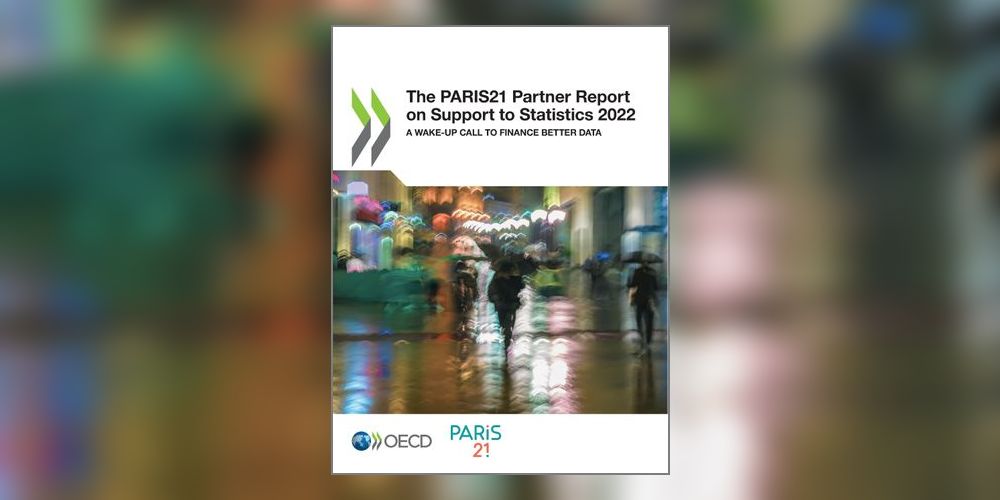 The PARIS21 Partner Report
on Support to Statistics 2022
A WAKE-UP CALL TO FINANCE BETTER DATA
OECD
PARiS
21